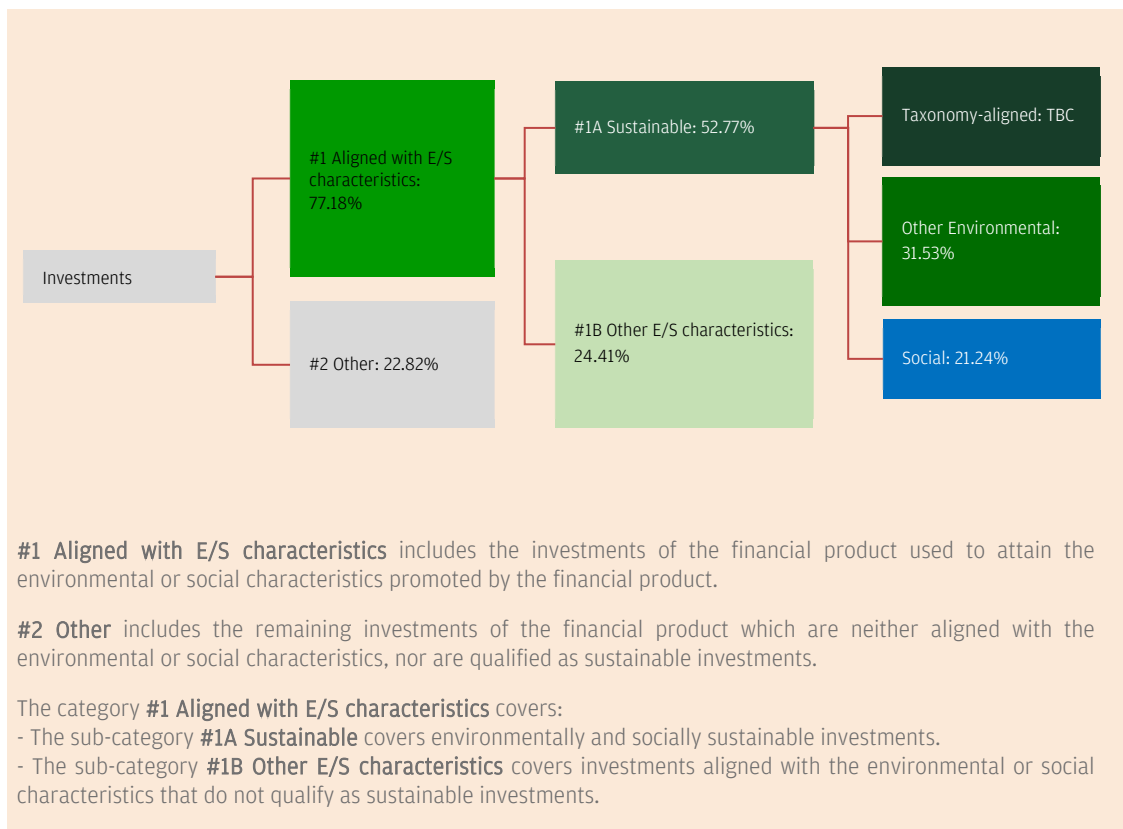 Investments
#1 Aligned with E/S
characteristics:
77.18%
#2 Other: 22.82%
#1A Sustainable: 52.77%
#1B Other E/S characteristics:
24.41%
Taxonomy-aligned: TBC
Other Environmental:
31.53%
Social: 21.24%
#1 Aligned with E/S characteristics includes the investments of the financial product used to attain the
environmental or social characteristics promoted by the financial product.
#2 Other includes the remaining investments of the financial product which are neither aligned with the
environmental or social characteristics, nor are qualified as sustainable investments.
The category #1 Aligned with E/S characteristics covers:
- The sub-category #1A Sustainable covers environmentally and socially sustainable investments.
- The sub-category #1B Other E/S characteristics covers investments aligned with the environmental or social
characteristics that do not qualify as sustainable investments.